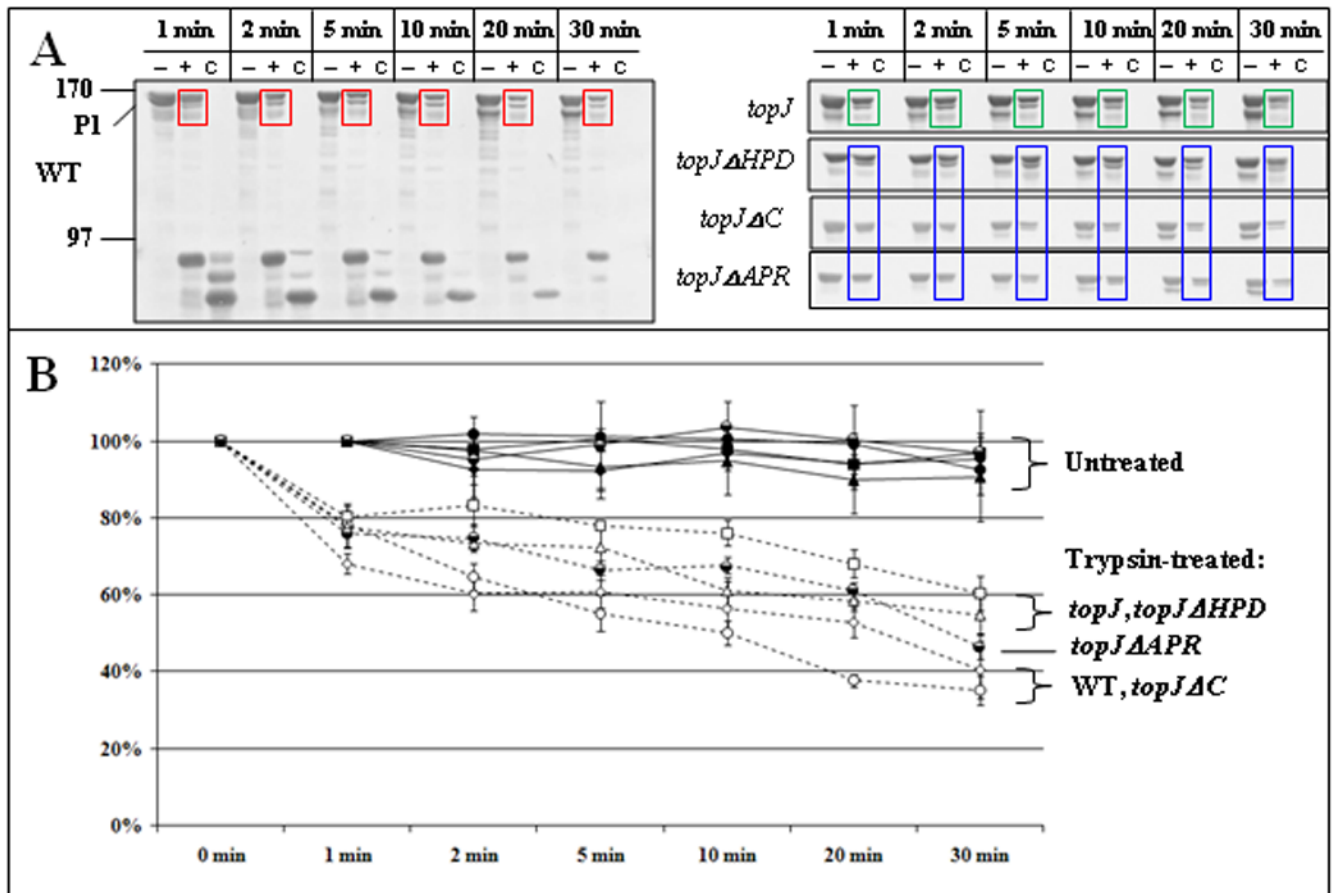 A
1 min 2 min 5 min 10 min 20 min 30 min
– + C – + C – + C – + C – + C – + C
170
P1
WT
97
1 min 2 min 5 min 10 min 20 min 30 min
– + C – + C – + C – + C – + C – + C
topJ
topJΔHPD
topJΔC
topJΔAPR
B
120%
100%
80%
60%
40%
20%
0%
0 min 1 min 2 min 5 min 10 min 20 min 30 min
Untreated
Trypsin-treated:
topJ, topJΔHPD
topJΔAPR
WT, topJΔC